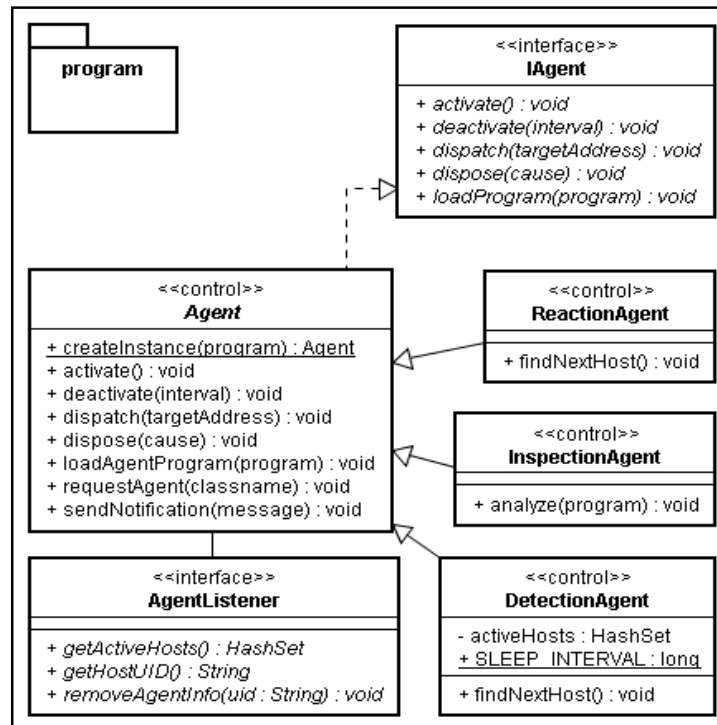 program
<<interface>>
IAgent
+ activate() : void
+ deactivate(interval) : void
+ dispatch(targetAddress) : void
+ dispose(cause) : void
+ loadProgram(program) : void
<<control>>
Agent
+ createInstance(program) : Agent
+ activate() : void
+ deactivate(interval) : void
+ dispatch(targetAddress) : void
+ dispose(cause) : void
+ loadAgentProgram(program) : void
+ requestAgent(classname) : void
+ sendNotification(message) : void
<<control>>
ReactionAgent
+ findNextHost() : void
<<control>>
InspectionAgent
+ analyze(program) : void
<<interface>>
AgentListener
+ getActiveHosts() : HashSet
+ getHostUID() : String
+ removeAgentInfo(uid : String) : void
<<control>>
DetectionAgent
- activeHosts : HashSet
+ SLEEP_INTERVAL : long
+ findNextHost() : void